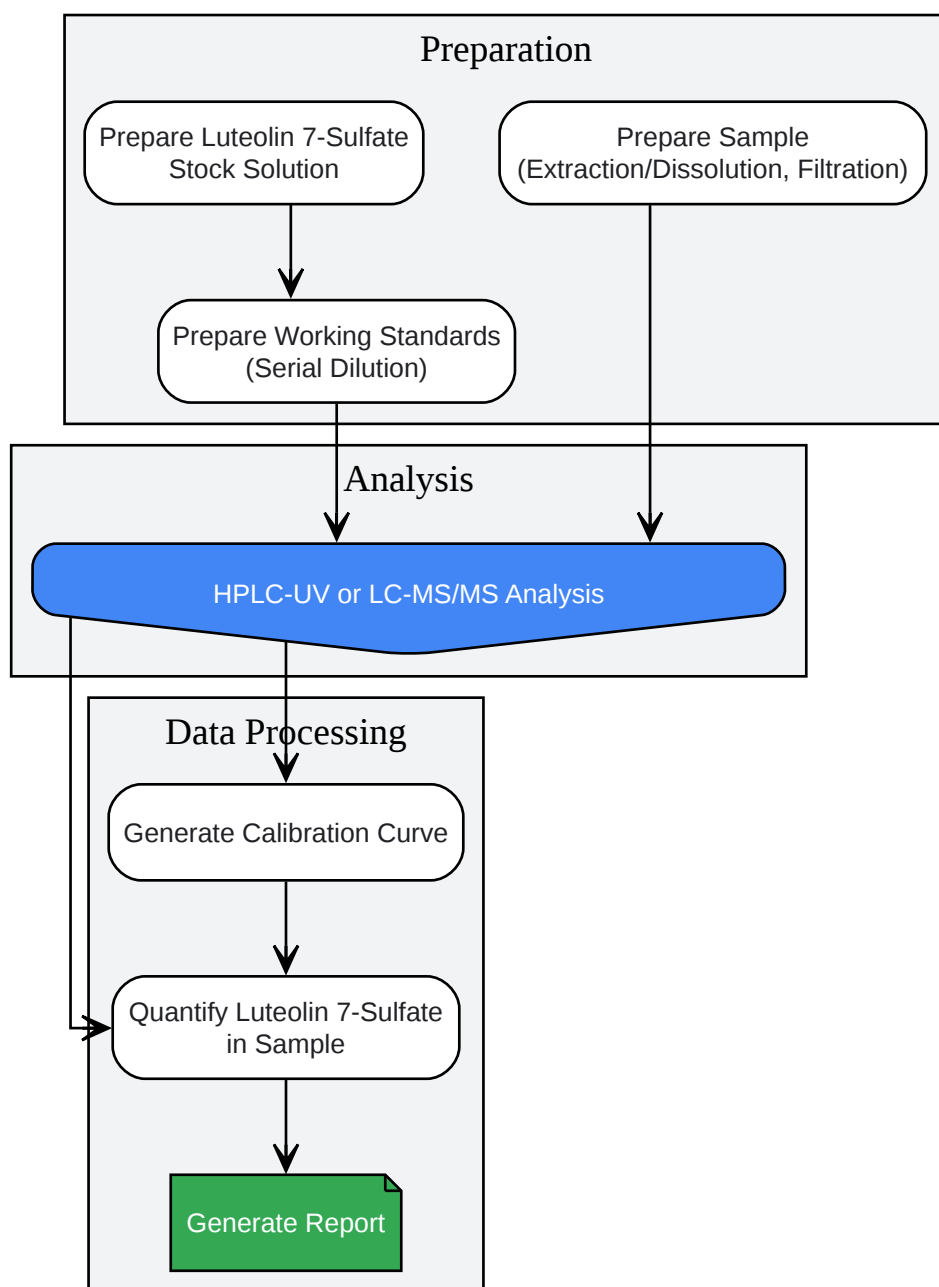 Preparation
Prepare Luteolin 7-Sulfate
Stock Solution
Prepare Sample
(Extraction/Dissolution, Filtration)
Prepare Working Standards
(Serial Dilution)
Analysis
HPLC-UV or LC-MS/MS Analysis
Data Processing
Generate Calibration Curve
Quantify Luteolin 7-Sulfate
in Sample
Generate Report